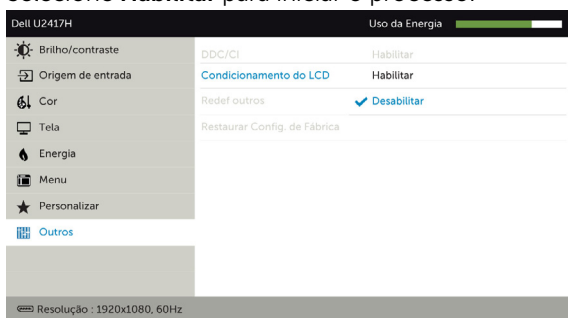 selecione Habilitar para iniciar o processo.
Dell U2417H Uso da Energia
Brilho/contraste DDC/CI Habilitar
Origem de entrada Condicionamento do LCD Habilitar
Cor Redef outros Desabilitar
Tela Restaurar Config. de Fábrica
Energia
Menu
Personalizar
Outros
Resolução : 1920x1080, 60Hz